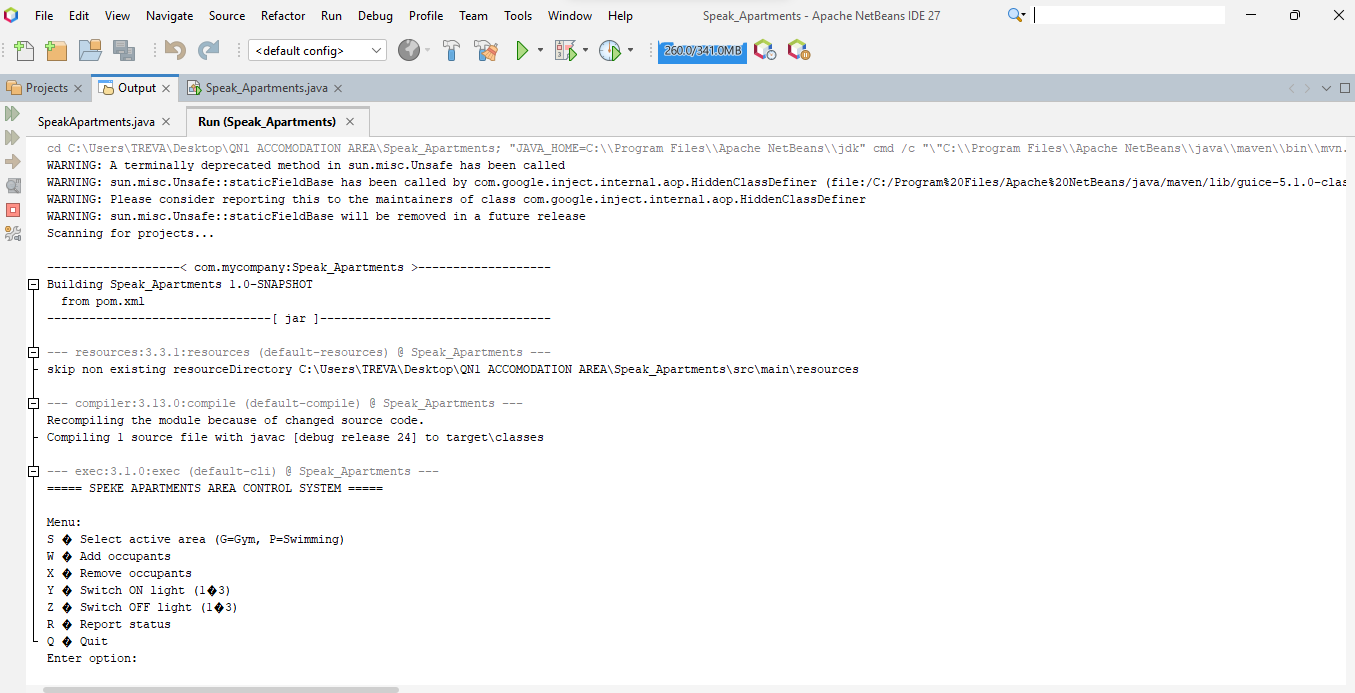 File Edit View Navigate Source Refactor Run Debug Profile Team Tools Window Help Speak_Apartments - Apache NetBeans IDE 27
<default config> 260.0/341.0MB
Projects Output Speak_Apartments.java
SpeakApartments.java Run (Speak_Apartments)
cd C:\Users\TREVA\Desktop\QN1 ACCOMODATION AREA\Speak_Apartments; "JAVA_HOME=C:\\Program Files\\Apache NetBeans\\jdk" cmd /c "\"C:\\Program Files\\Apache NetBeans\\java\\maven\\bin\\mvn.
WARNING: A terminally deprecated method in sun.misc.Unsafe has been called
WARNING: sun.misc.Unsafe::staticFieldBase has been called by com.google.inject.internal.aop.HiddenClassDefiner (file:/C:/Program%20Files/Apache%20NetBeans/java/maven/lib/guice-5.1.0-clas
WARNING: Please consider reporting this to the maintainers of class com.google.inject.internal.aop.HiddenClassDefiner
WARNING: sun.misc.Unsafe::staticFieldBase will be removed in a future release
Scanning for projects...
-------------------< com.mycompany:Speak_Apartments >-------------------
Building Speak_Apartments 1.0-SNAPSHOT
from pom.xml
--------------------------------[ jar ]---------------------------------
--- resources:3.3.1:resources (default-resources) @ Speak_Apartments ---
skip non existing resourceDirectory C:\Users\TREVA\Desktop\QN1 ACCOMODATION AREA\Speak_Apartments\src\main\resources
--- compiler:3.13.0:compile (default-compile) @ Speak_Apartments ---
Recompiling the module because of changed source code.
Compiling 1 source file with javac [debug release 24] to target\classes
--- exec:3.1.0:exec (default-cli) @ Speak_Apartments ---
===== SPEKE APARTMENTS AREA CONTROL SYSTEM =====
Menu:
S � Select active area (G=Gym, P=Swimming)
W � Add occupants
X � Remove occupants
Y � Switch ON light (1�3)
Z � Switch OFF light (1�3)
R � Report status
Q � Quit
Enter option: